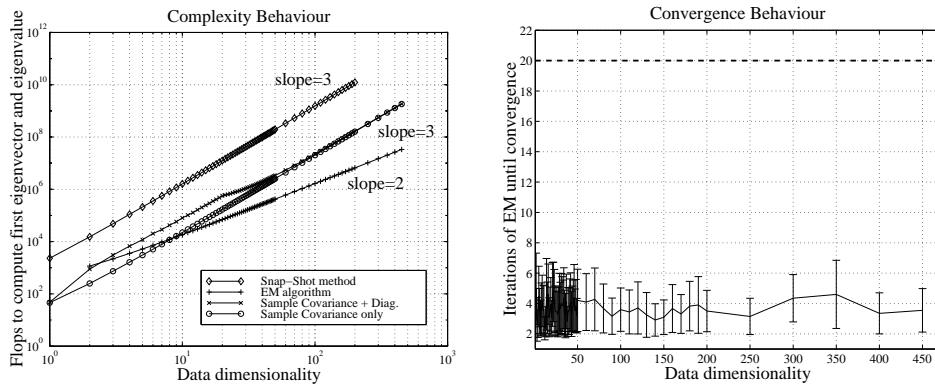 Complexity Behaviour
Flops to compute first eigenvector and eigenvalue
10^12
10^10
10^8
10^6
10^4
10^2
10^0
slope=3
slope=3
slope=2
Snap−Shot method
EM algorithm
Sample Covariance + Diag.
Sample Covariance only
10^0 10^1 10^2 10^3
Data dimensionality
Convergence Behaviour
Iterations of EM until convergence
22
20
18
16
14
12
10
8
6
4
2
50 100 150 200 250 300 350 400 450
Data dimensionality